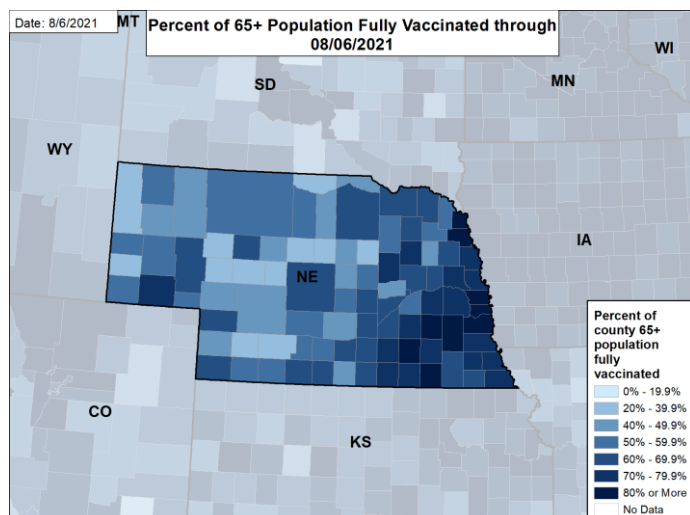 Date: 8/6/2021
Percent of 65+ Population Fully Vaccinated through
08/06/2021
MT
WI
SD
MN
WY
IA
NE
CO
KS
Percent of
county 65+
population
fully
vaccinated
0% - 19.9%
20% - 39.9%
40% - 49.9%
50% - 59.9%
60% - 69.9%
70% - 79.9%
80% or More
No Data